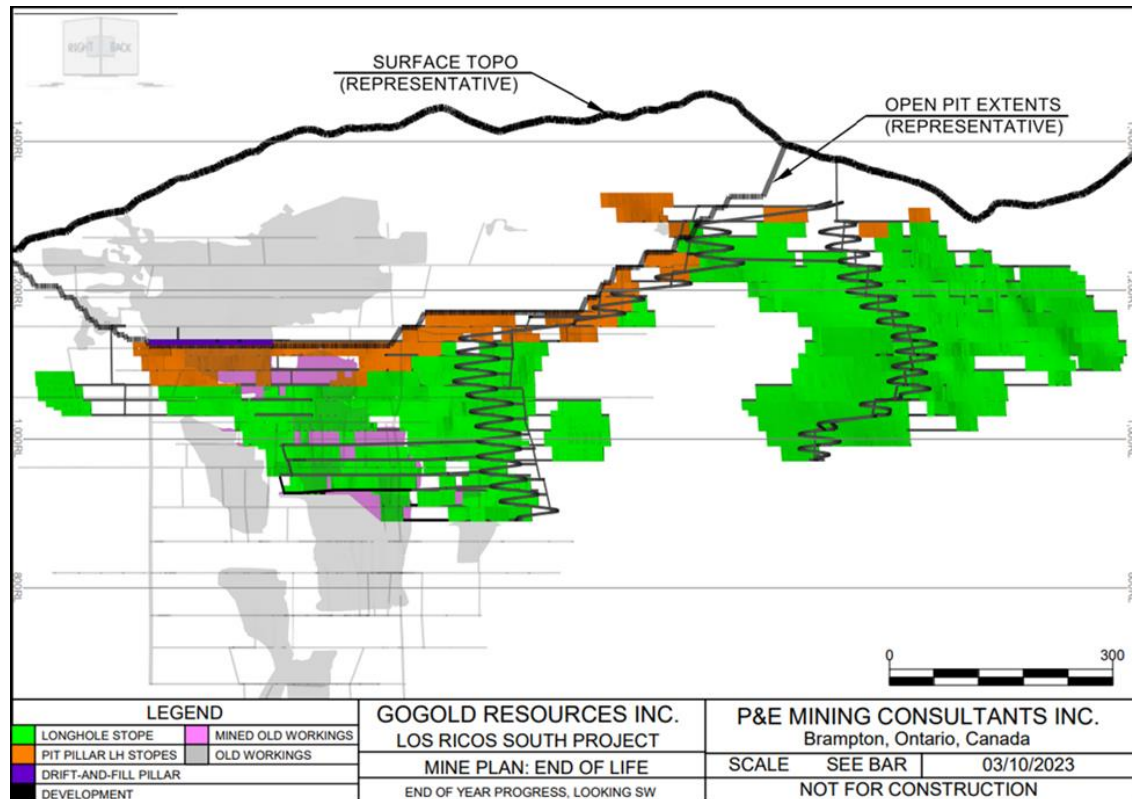 RIGHT BACK
SURFACE TOPO
(REPRESENTATIVE)
OPEN PIT EXTENTS
(REPRESENTATIVE)
1,400RL
1,000RL
800RL
0 300
LEGEND
LONGHOLE STOPE
MINED OLD WORKINGS
PIT PILLAR LH STOPES
OLD WORKINGS
DRIFT-AND-FILL PILLAR
DEVELOPMENT
GOGOLD RESOURCES INC.
LOS RICOS SOUTH PROJECT
MINE PLAN: END OF LIFE
END OF YEAR PROGRESS, LOOKING SW
P&E MINING CONSULTANTS INC.
Brampton, Ontario, Canada
SCALE SEE BAR 03/10/2023
NOT FOR CONSTRUCTION